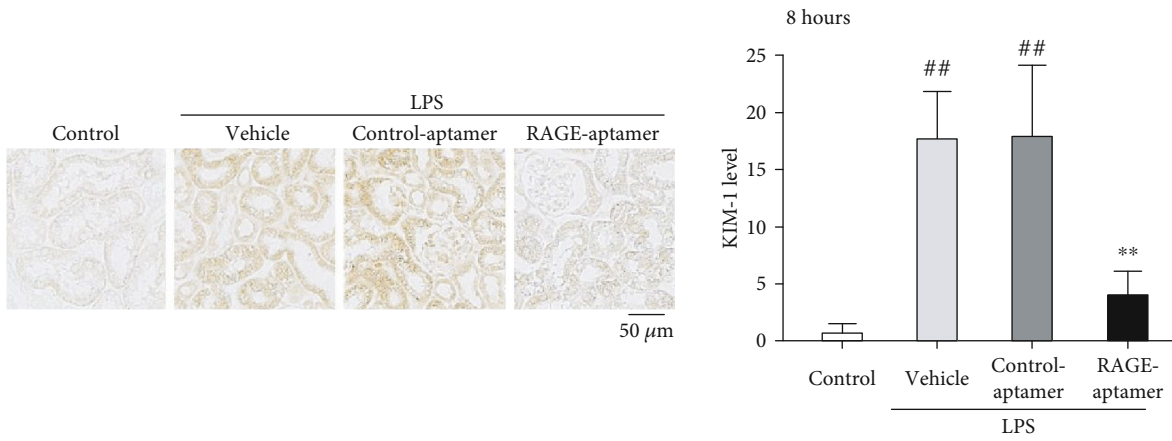 LPS
Control Vehicle Control-aptamer RAGE-aptamer
50 μm
8 hours
KIM-1 level
25
20
15
10
5
0
##
##
**
Control Vehicle Control-
aptamer RAGE-
aptamer
LPS